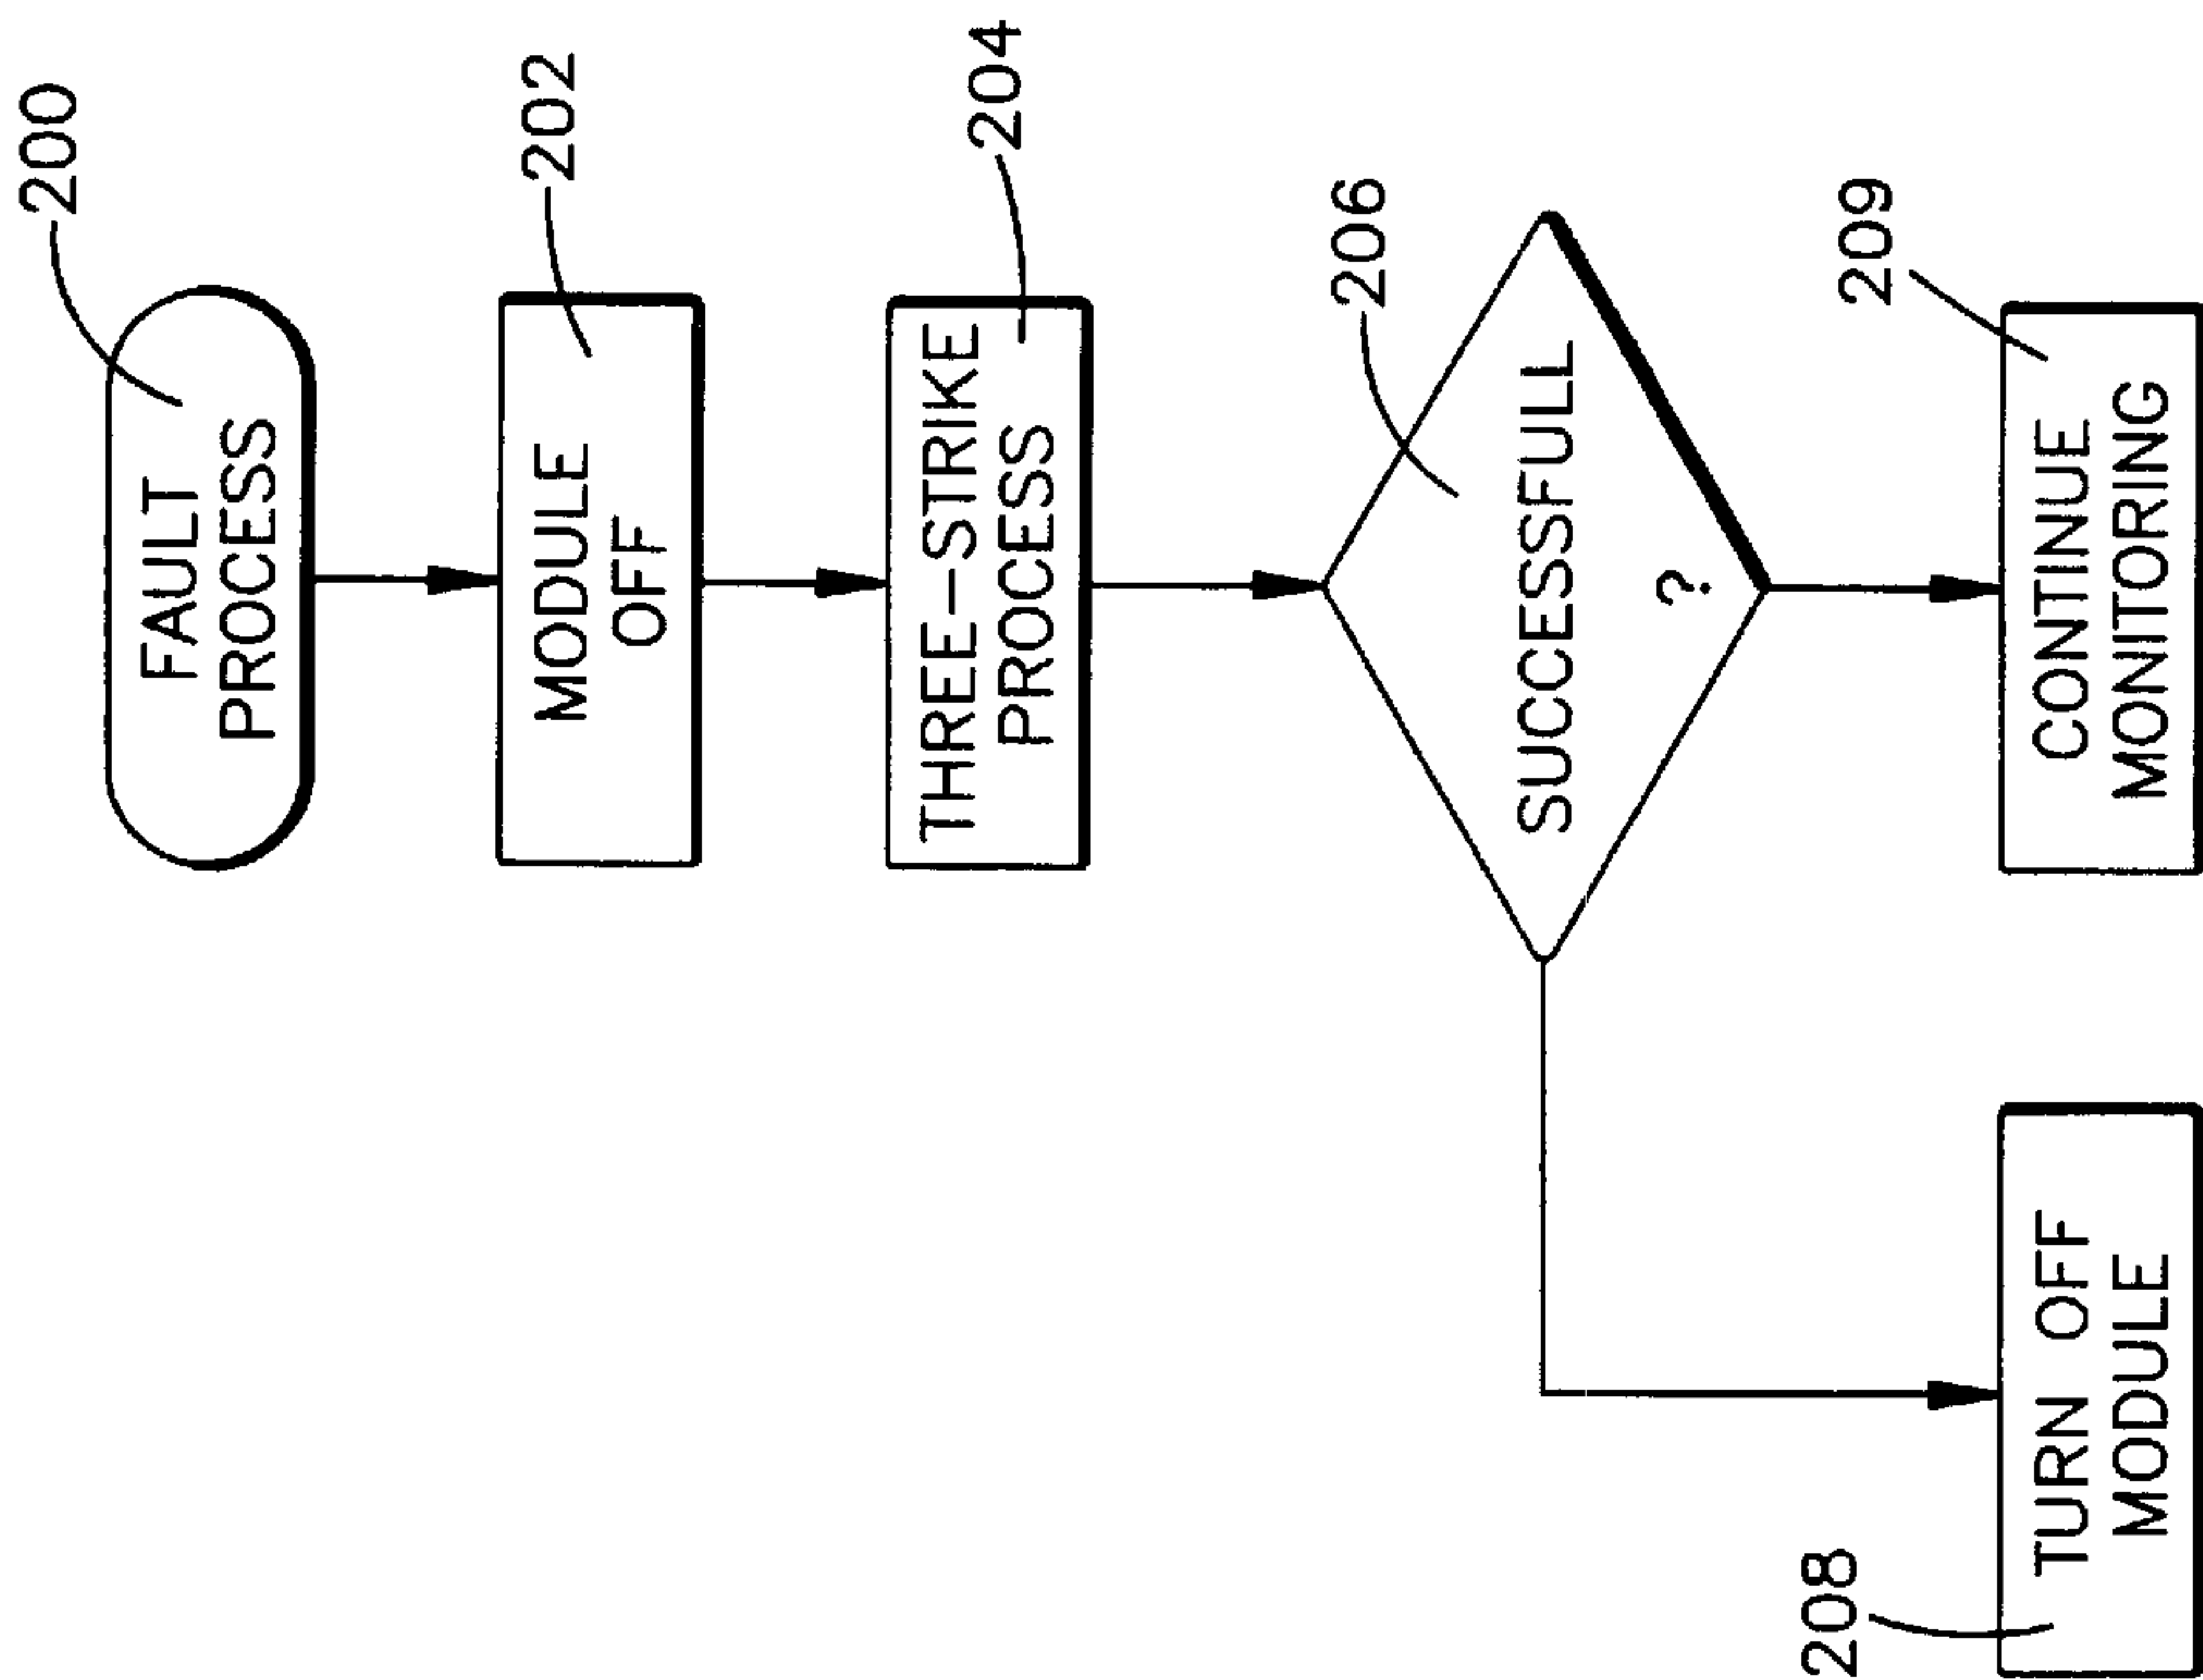 200
FAULT
PROCESS
202
MODULE
OFF
204
THREE-STRIKE
PROCESS
206
SUCCESSFULL
?
208
TURN OFF
MODULE
209
CONTINUE
MONITORING